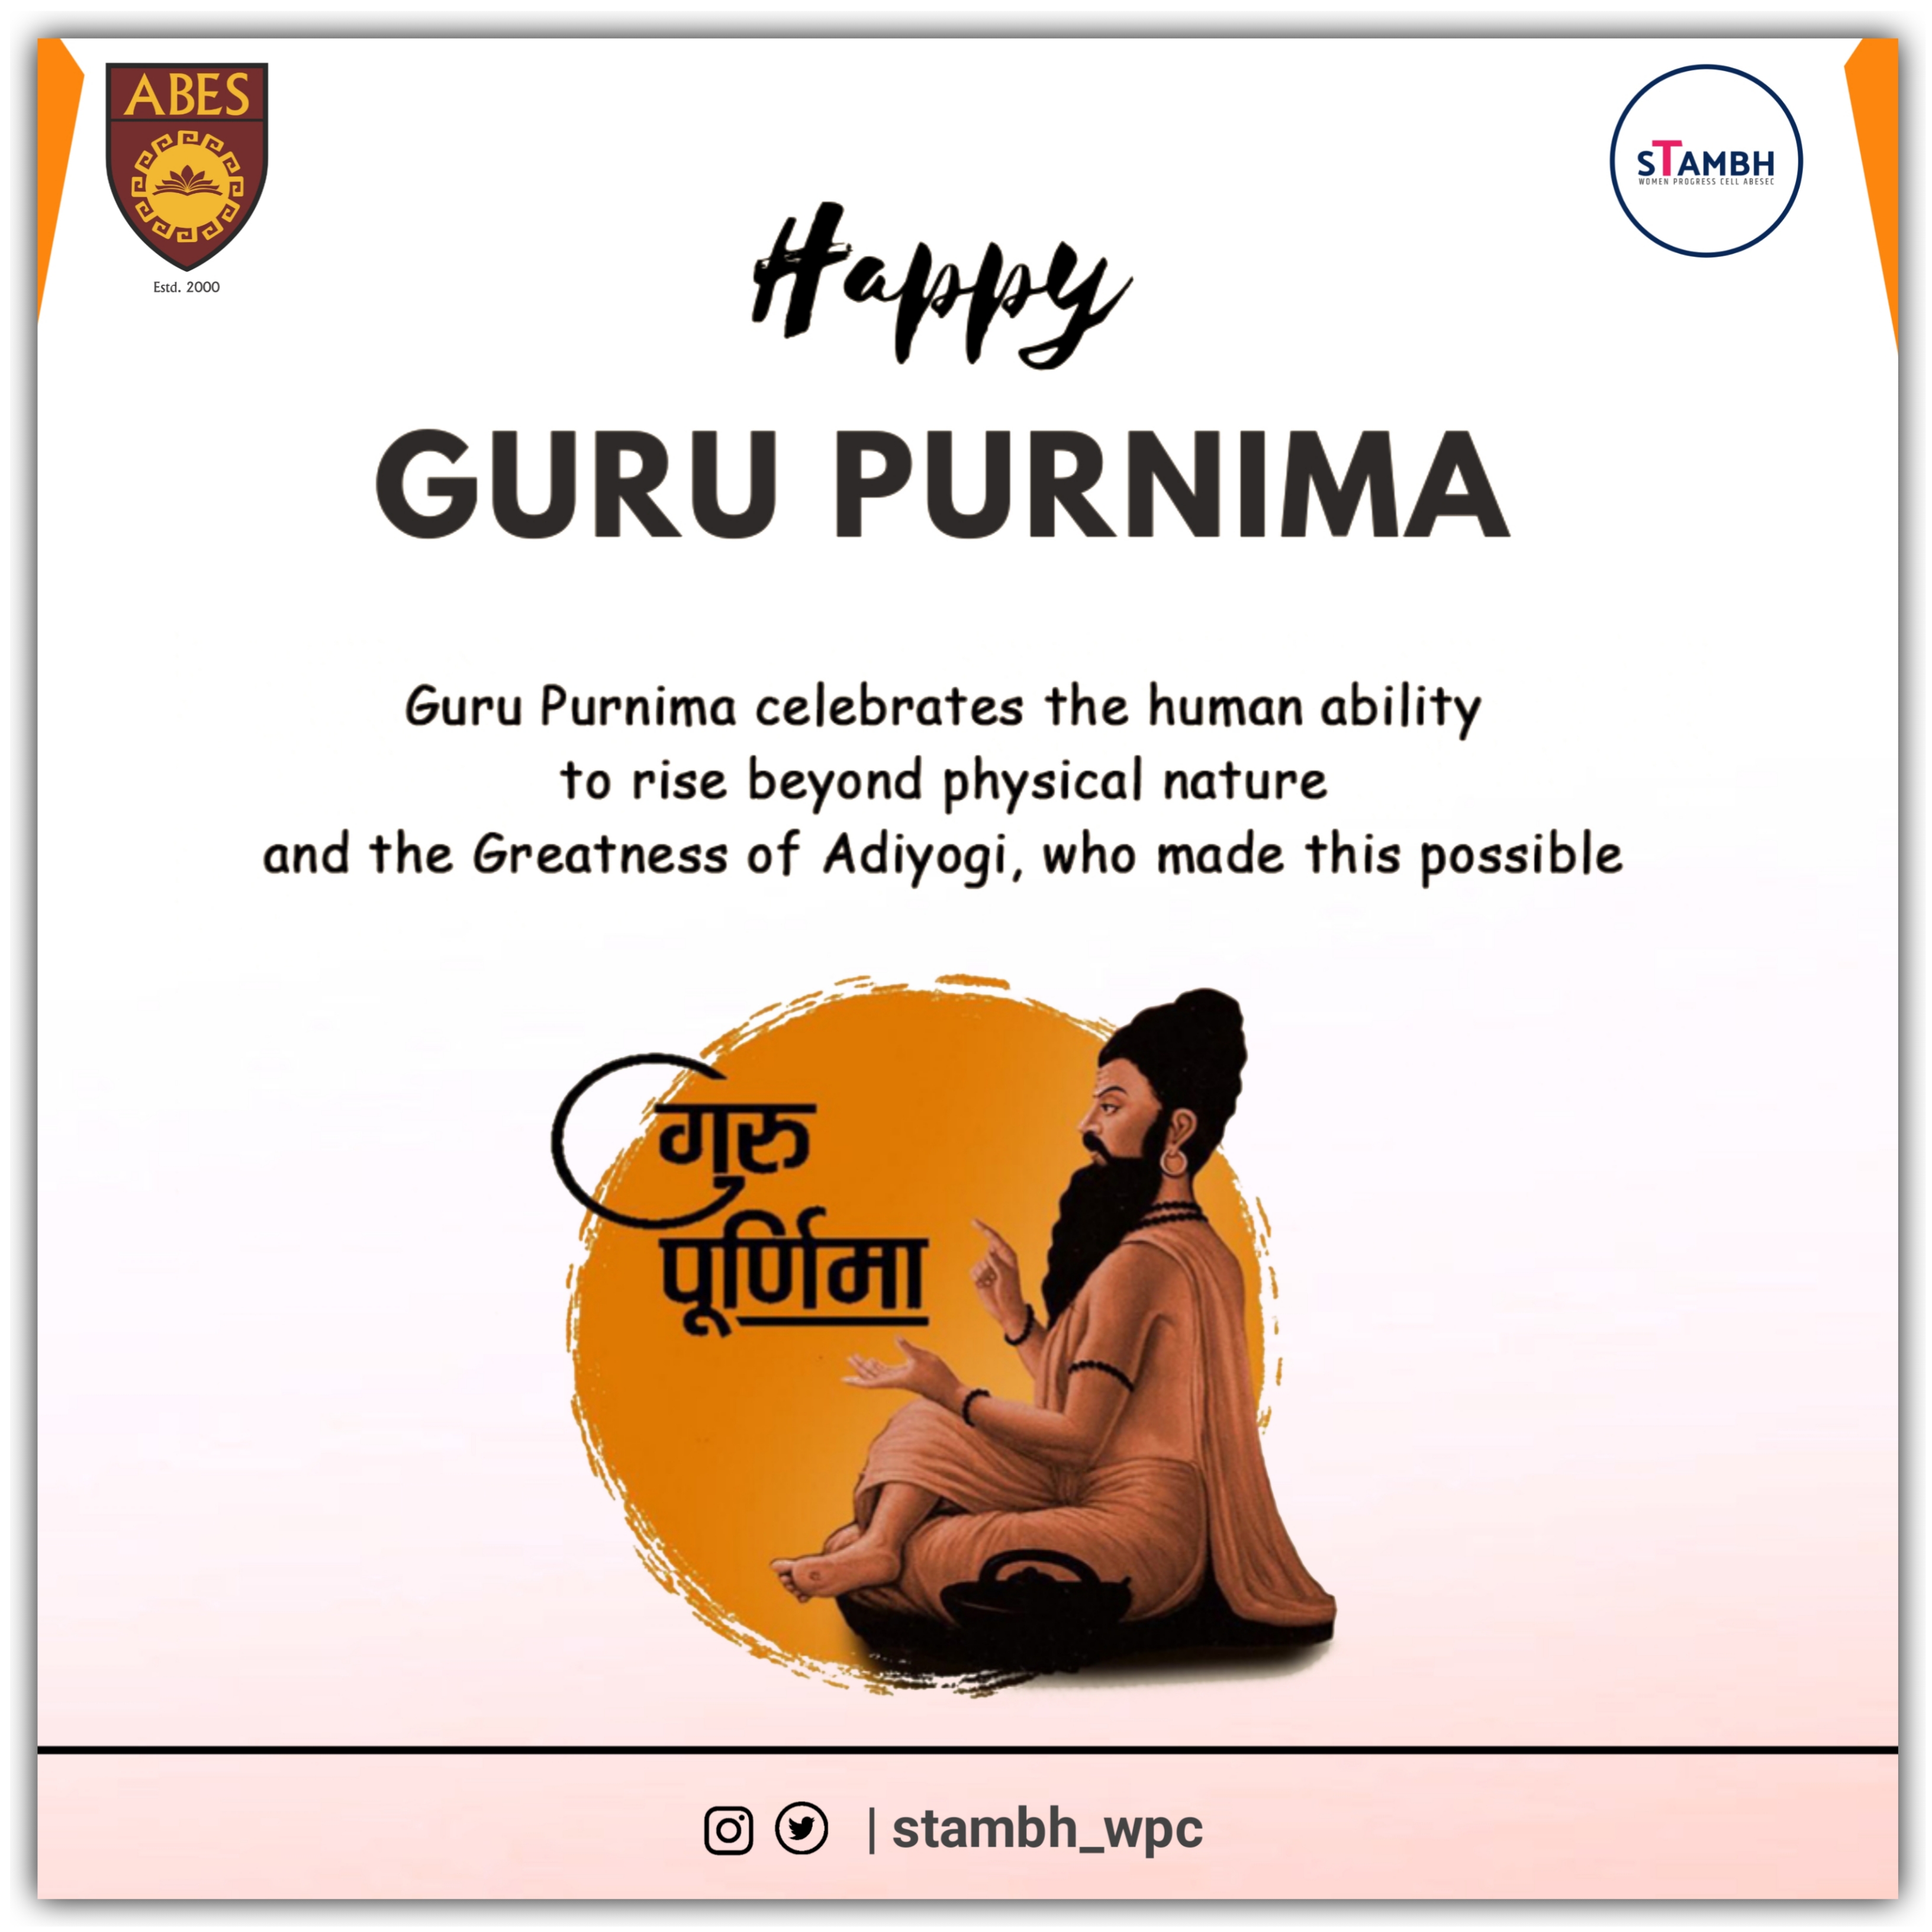 ABES
Estd. 2000
STAMBH
WOMEN PROGRESS CELL ABESEC
Happy
GURU PURNIMA
Guru Purnima celebrates the human ability
to rise beyond physical nature
and the Greatness of Adiyogi, who made this possible
गुरु
पूर्णिमा
| stambh_wpc